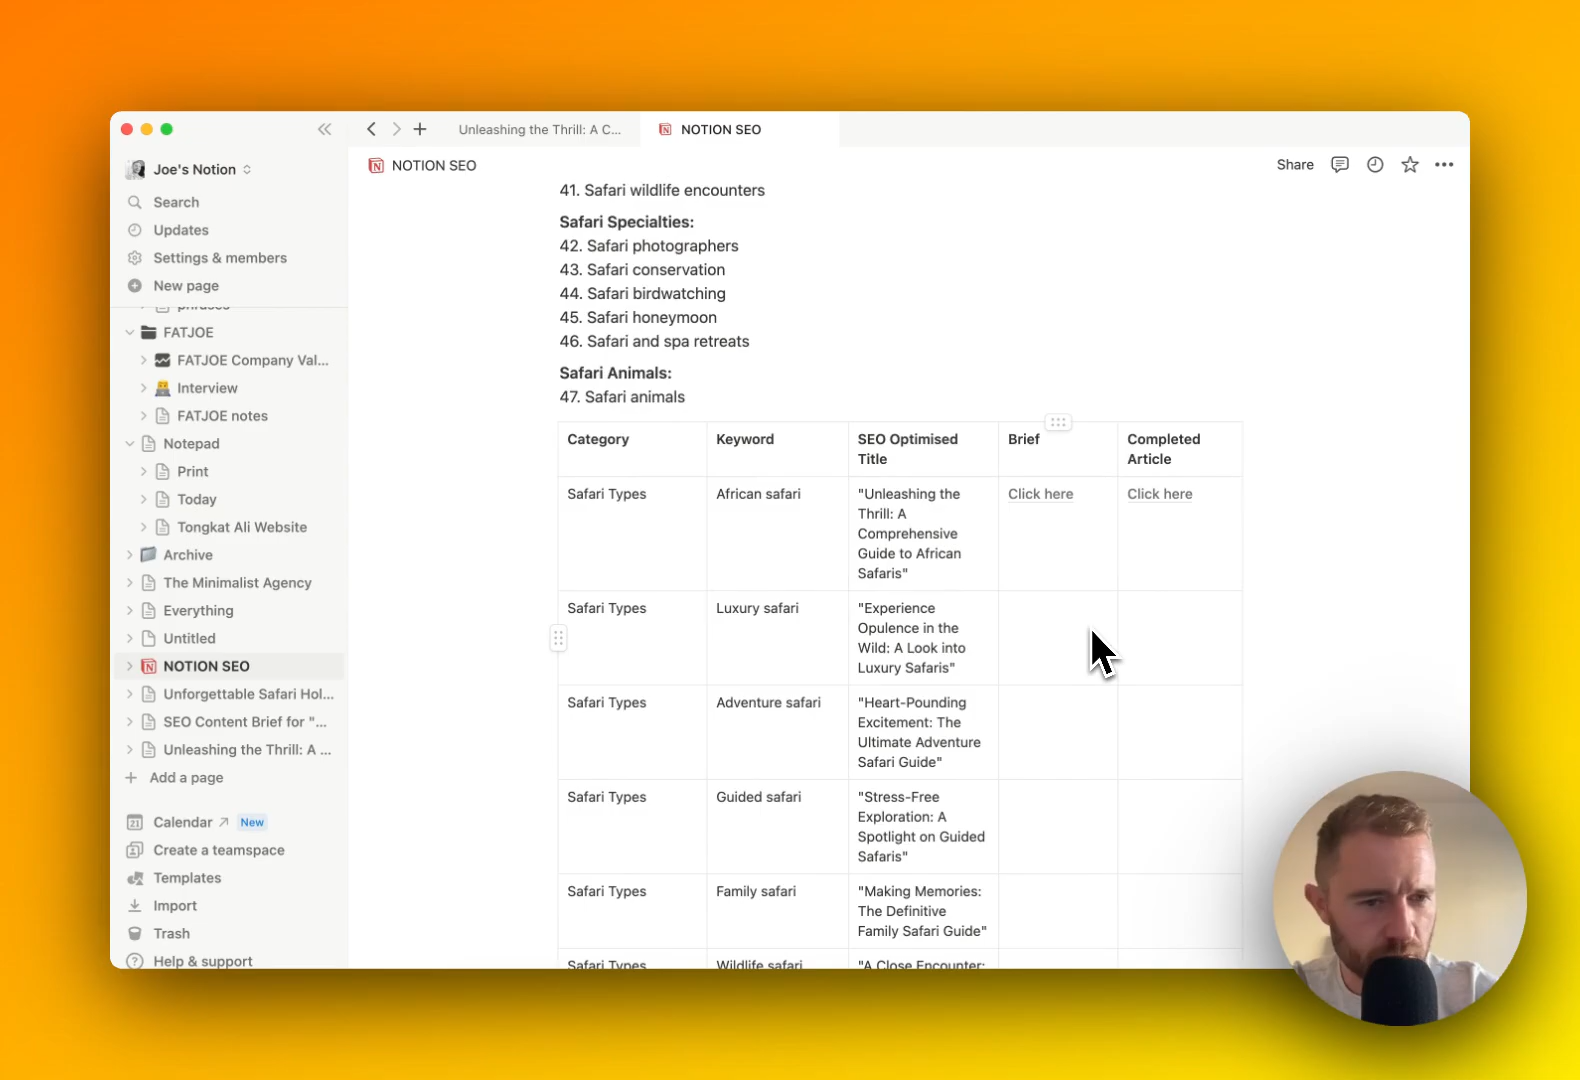 Unleashing the Thrill: A C...
NOTION SEO
Joe's Notion
NOTION SEO
Share
Search
Updates
Settings & members
New page
phrases
FATJOE
FATJOE Company Val...
Interview
FATJOE notes
Notepad
Print
Today
Tongkat Ali Website
Archive
The Minimalist Agency
Everything
Untitled
NOTION SEO
Unforgettable Safari Hol...
SEO Content Brief for "...
Unleashing the Thrill: A ...
Add a page
Calendar ↗ New
Create a teamspace
Templates
Import
Trash
Help & support
41. Safari wildlife encounters
Safari Specialties:
42. Safari photographers
43. Safari conservation
44. Safari birdwatching
45. Safari honeymoon
46. Safari and spa retreats
Safari Animals:
47. Safari animals
Category
Keyword
SEO Optimised
Title
Brief
Completed
Article
Safari Types
African safari
"Unleashing the
Thrill: A
Comprehensive
Guide to African
Safaris"
Click here
Click here
Safari Types
Luxury safari
"Experience
Opulence in the
Wild: A Look into
Luxury Safaris"
Safari Types
Adventure safari
"Heart-Pounding
Excitement: The
Ultimate Adventure
Safari Guide"
Safari Types
Guided safari
"Stress-Free
Exploration: A
Spotlight on Guided
Safaris"
Safari Types
Family safari
"Making Memories:
The Definitive
Family Safari Guide"
Safari Types
Wildlife safari
"A Close Encounter: